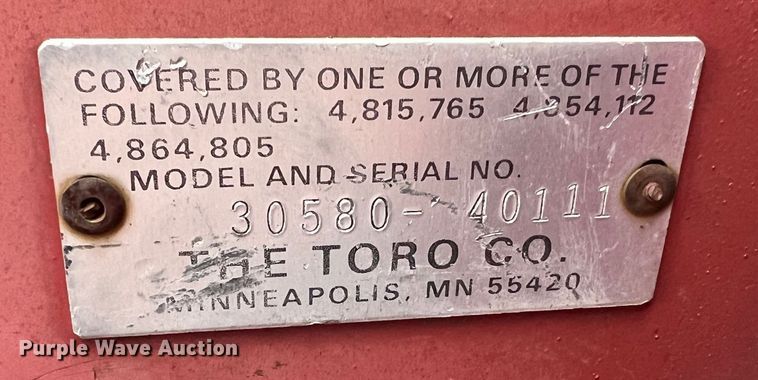 COVERED BY ONE OR MORE OF THE
FOLLOWING: 4,815,765 4,854,112
4,864,805
MODEL AND SERIAL NO.
30580- 40111
THE TORO CO.
MINNEAPOLIS, MN 55420
Purple Wave Auction